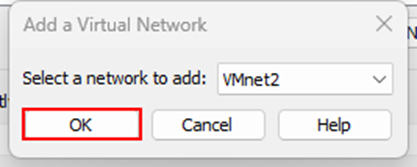 Add a Virtual Network
Select a network to add: VMnet2
OK Cancel Help